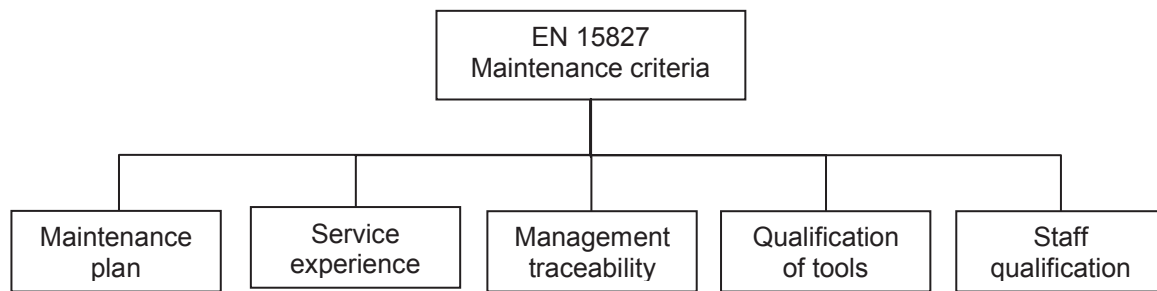 EN 15827
Maintenance criteria
Maintenance
plan
Service
experience
Management
traceability
Qualification
of tools
Staff
qualification